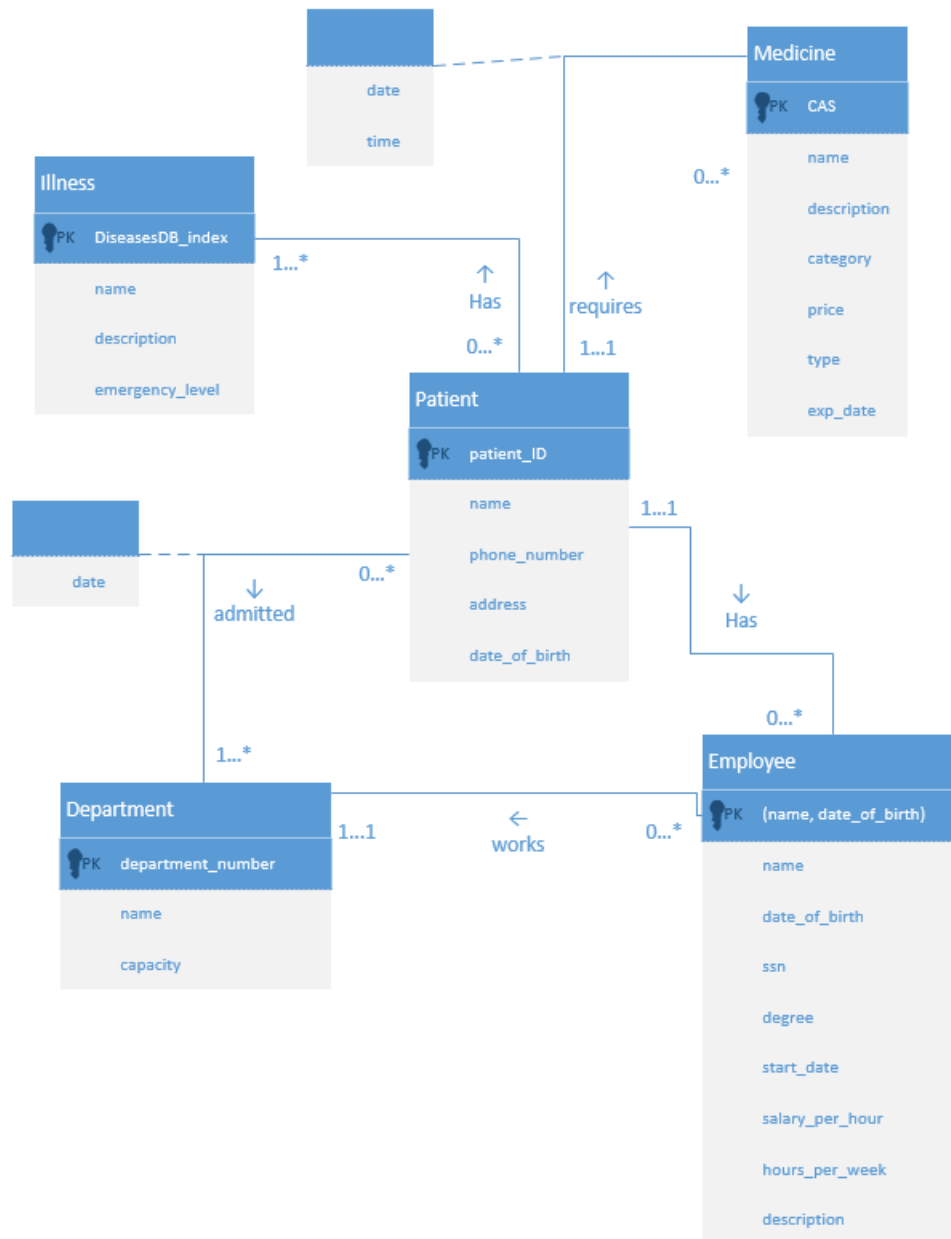 date
time
Medicine
PK CAS
name
description
category
price
type
exp_date
0...*
Illness
PK DiseasesDB_index
name
description
emergency_level
1...*
↑
Has
0...*
↑
requires
1...1
Patient
PK patient_ID
name
phone_number
address
date_of_birth
date
0...*
↓
admitted
1...*
1...1
↓
Has
0...*
Department
PK department_number
name
capacity
1...1
←
works
0...*
Employee
PK (name, date_of_birth)
name
date_of_birth
ssn
degree
start_date
salary_per_hour
hours_per_week
description